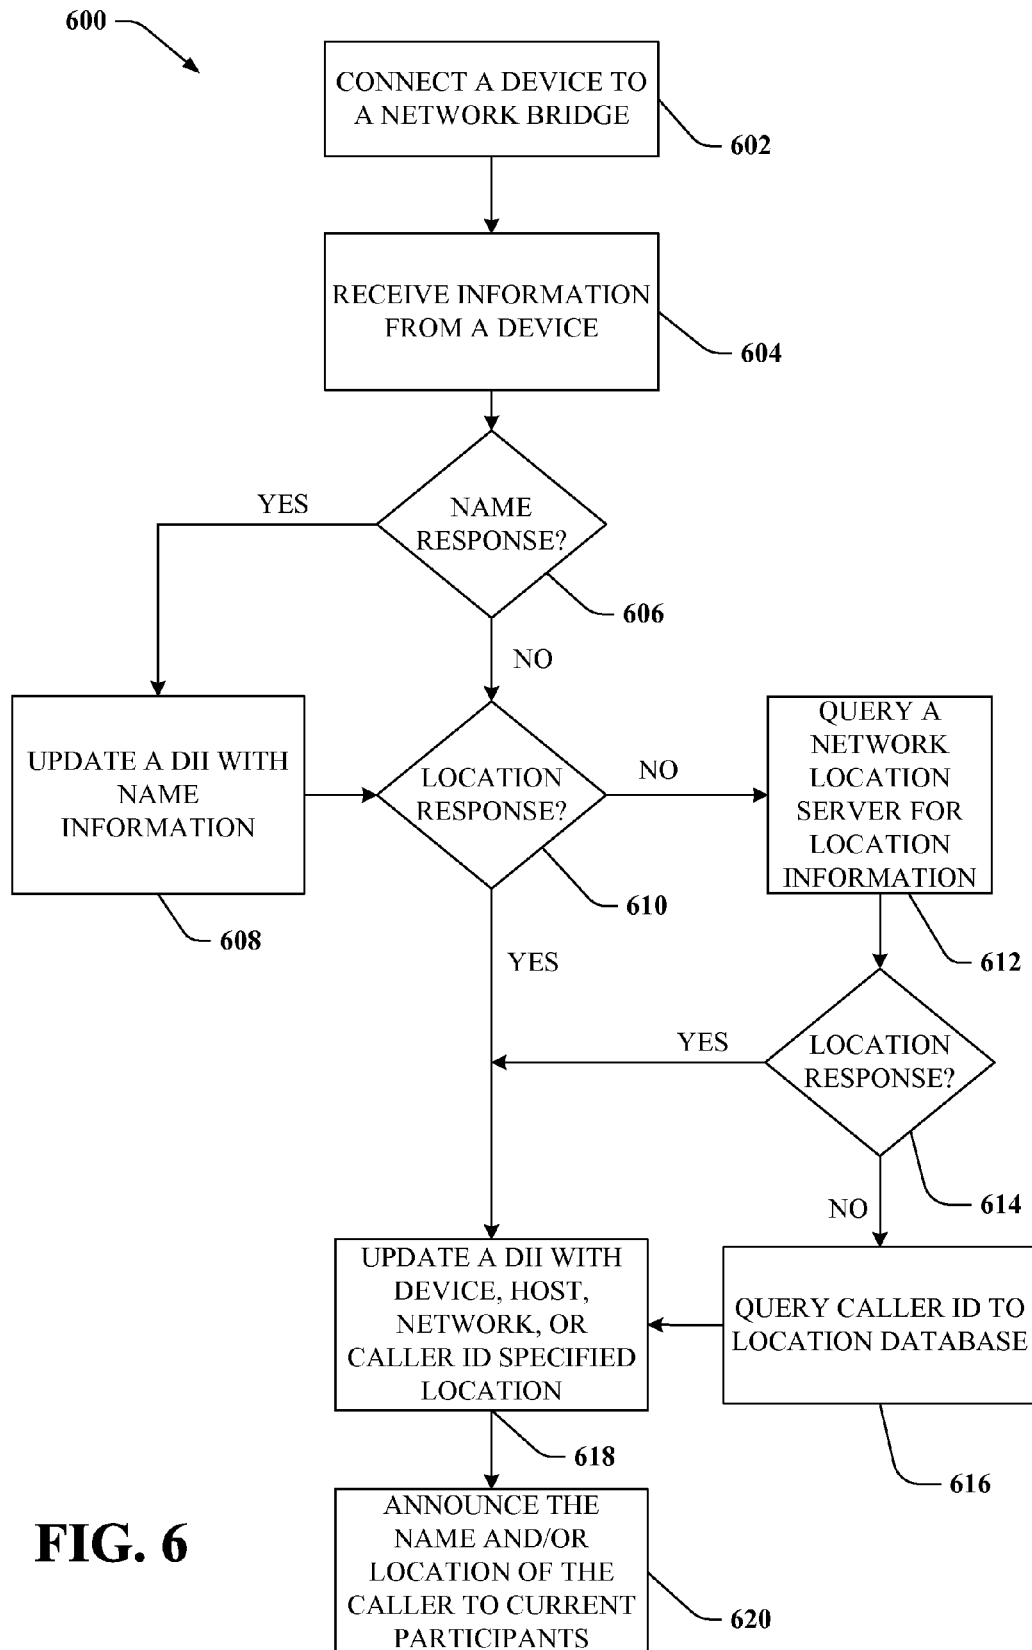 600
CONNECT A DEVICE TO
A NETWORK BRIDGE
602
RECEIVE INFORMATION
FROM A DEVICE
604
NAME
RESPONSE?
YES
606
NO
UPDATE A DII WITH
NAME
INFORMATION
608
LOCATION
RESPONSE?
NO
610
YES
QUERY A
NETWORK
LOCATION
SERVER FOR
LOCATION
INFORMATION
612
LOCATION
RESPONSE?
YES
614
NO
QUERY CALLER ID TO
LOCATION DATABASE
616
UPDATE A DII WITH
DEVICE, HOST,
NETWORK, OR
CALLER ID SPECIFIED
LOCATION
618
ANNOUNCE THE
NAME AND/OR
LOCATION OF THE
CALLER TO CURRENT
PARTICIPANTS
620
FIG. 6